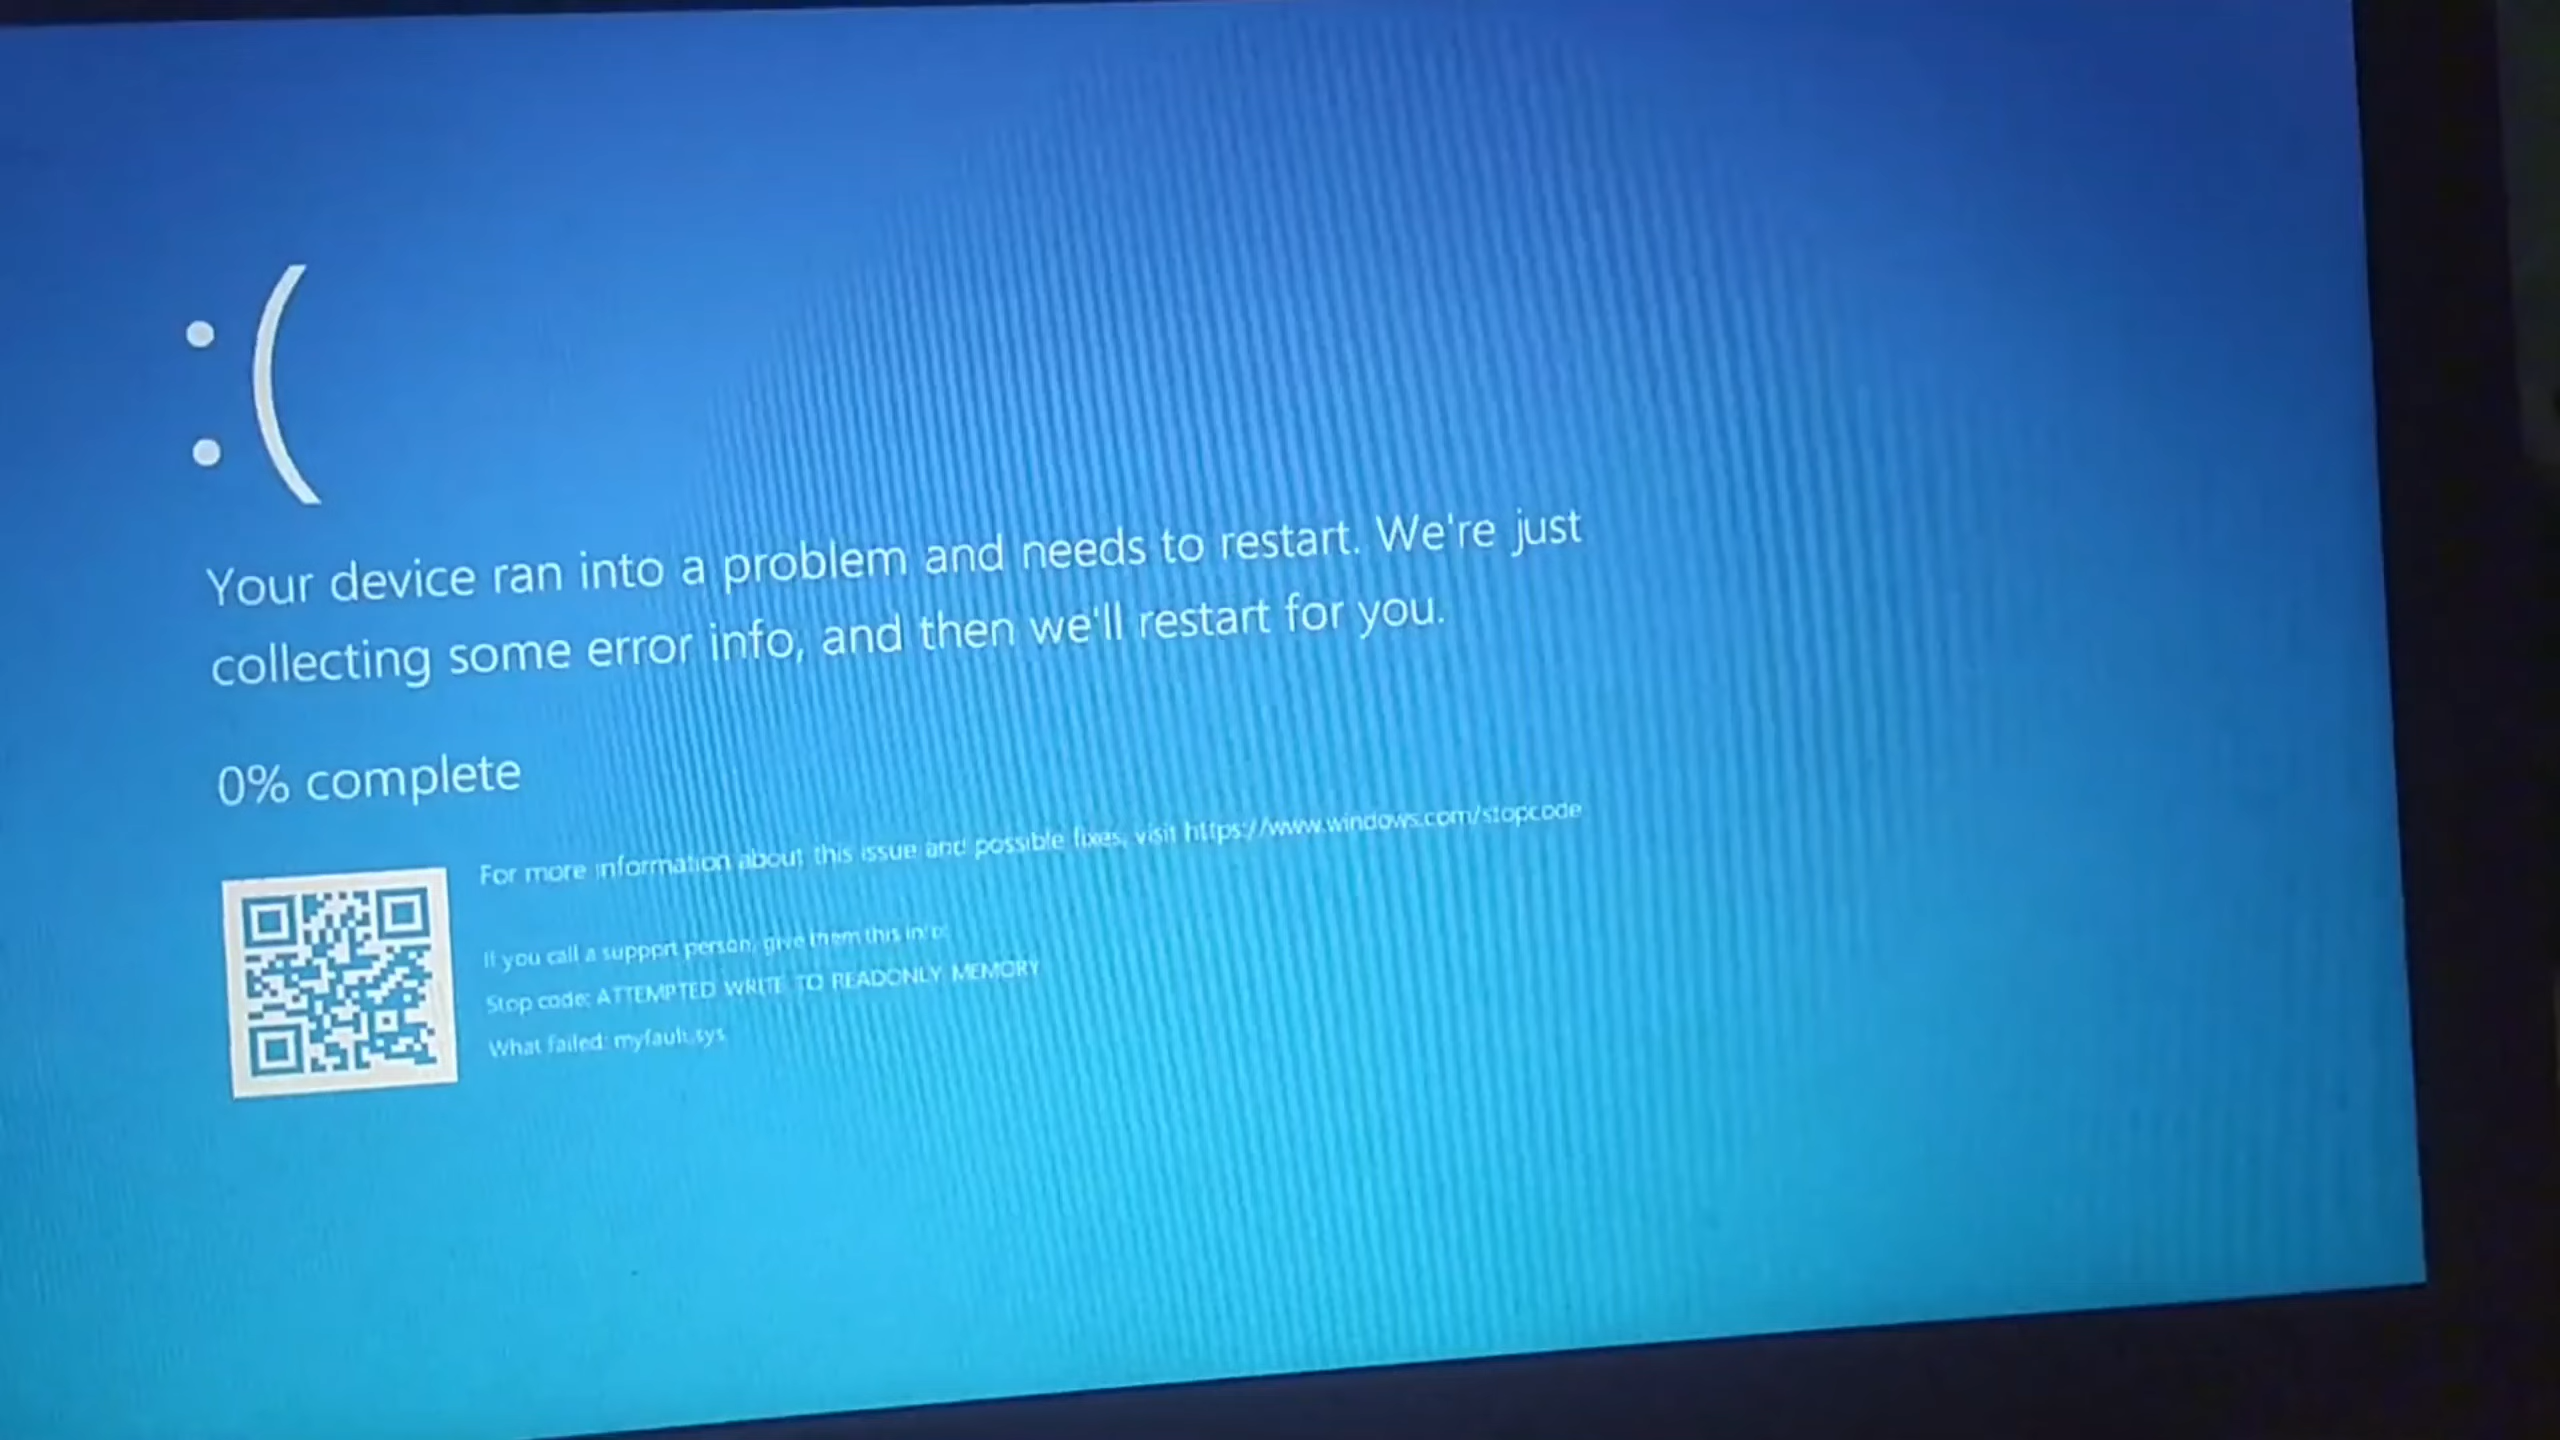 :(
Your device ran into a problem and needs to restart. We're just
collecting some error info, and then we'll restart for you.
0% complete
For more information about this issue and possible fixes, visit https://www.windows.com/stopcode
If you call a support person, give them this info:
Stop code: ATTEMPTED WRITE TO READONLY MEMORY
What failed: myfault.sys